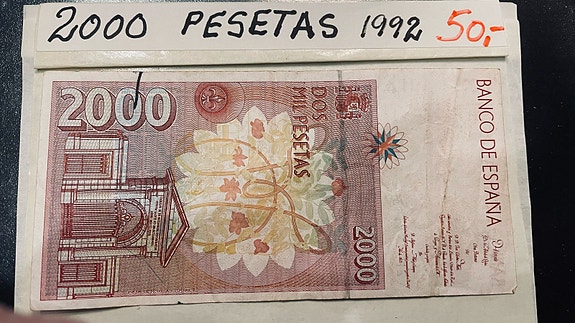 2000 PESETAS 1992 50,-
2000
DOS
MIL PESETAS
2000
BANCO DE ESPAÑA